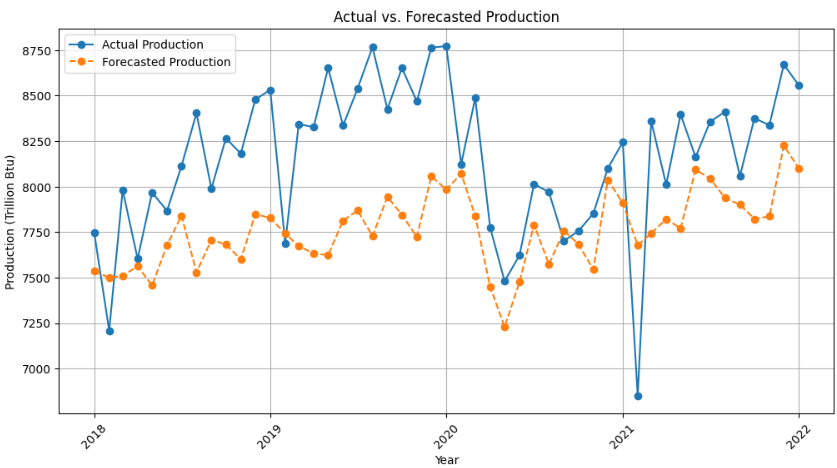 Actual vs. Forecasted Production
Actual Production
Forecasted Production
Production (Trillion Btu)
8750
8500
8250
8000
7750
7500
7250
7000
2018
2019
2020
2021
2022
Year